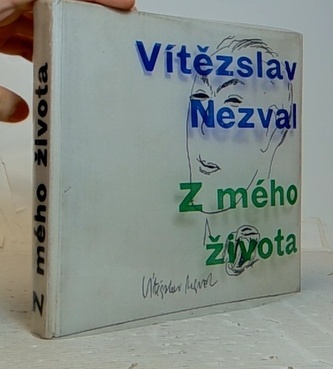 Vítězslav
Nezval
Z mého
života
Vítězslav Nezval
Z mého života